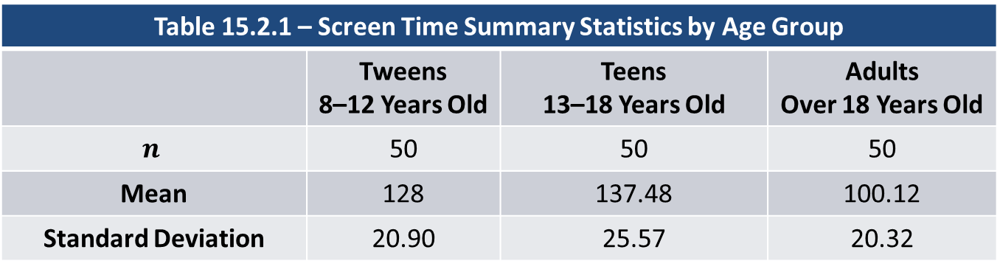 Table 15.2.1 – Screen Time Summary Statistics by Age Group
Tweens Teens Adults
8–12 Years Old 13–18 Years Old Over 18 Years Old
n 50 50 50
Mean 128 137.48 100.12
Standard Deviation 20.90 25.57 20.32